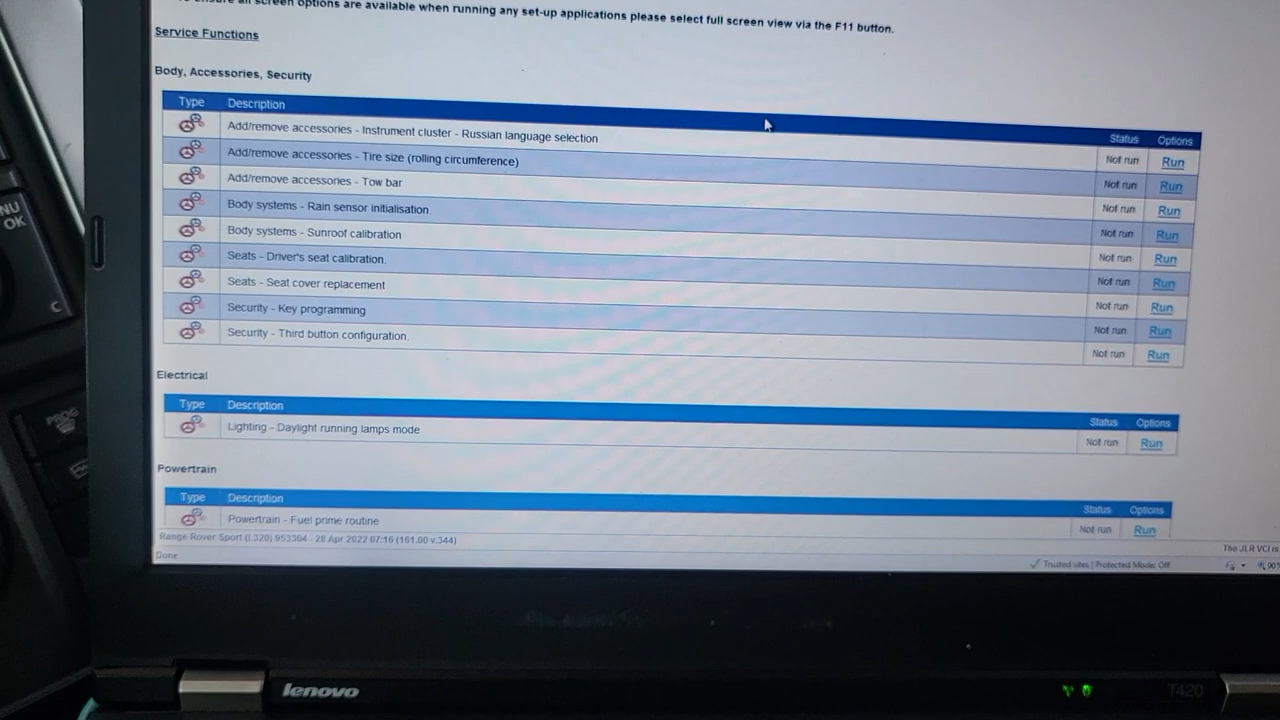 all screen options are available when running any set-up applications please select full screen view via the F11 button.
Service Functions
Body, Accessories, Security
Type Description Status Options
Add/remove accessories - Instrument cluster - Russian language selection Not run Run
Add/remove accessories - Tire size (rolling circumference) Not run Run
Add/remove accessories - Tow bar Not run Run
Body systems - Rain sensor initialisation. Not run Run
Body systems - Sunroof calibration Not run Run
Seats - Driver's seat calibration. Not run Run
Seats - Seat cover replacement Not run Run
Security - Key programming Not run Run
Security - Third button configuration. Not run Run
Electrical
Type Description Status Options
Lighting - Daylight running lamps mode Not run Run
Powertrain
Type Description Status Options
Powertrain - Fuel prime routine Not run Run
Range Rover Sport (L320) 953304 - 28 Apr 2022 07:16 (161.00 v.344)
The JLR VCI is
Done
Trusted sites | Protected Mode: Off
90%
NU
OK
C
PROG
lenovo
T420